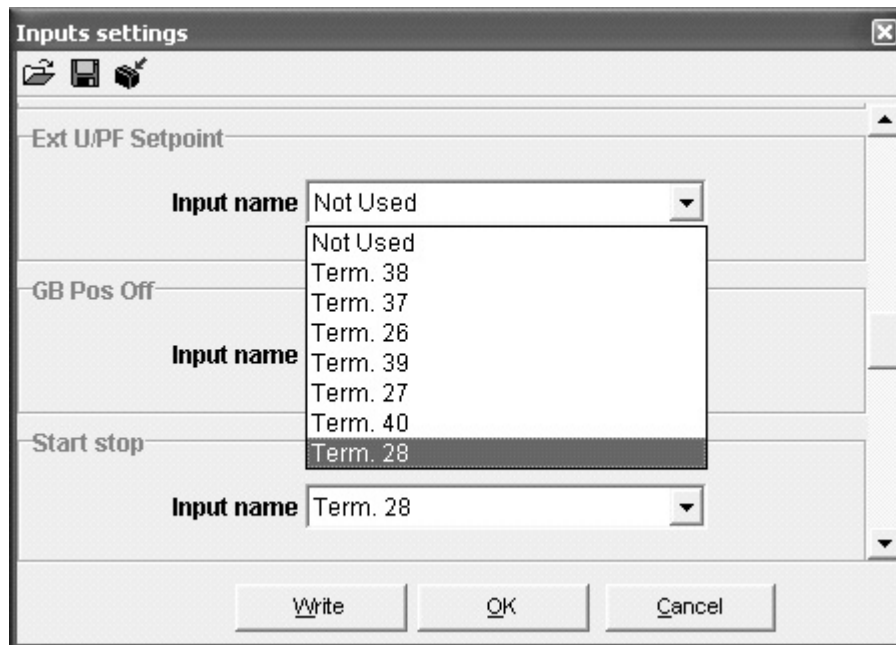 Inputs settings
Ext U/PF Setpoint
Input name Not Used
Not Used
Term. 38
Term. 37
Term. 26
GB Pos Off
Input name
Term. 39
Term. 27
Term. 40
Term. 28
Start stop
Input name Term. 28
Write OK Cancel